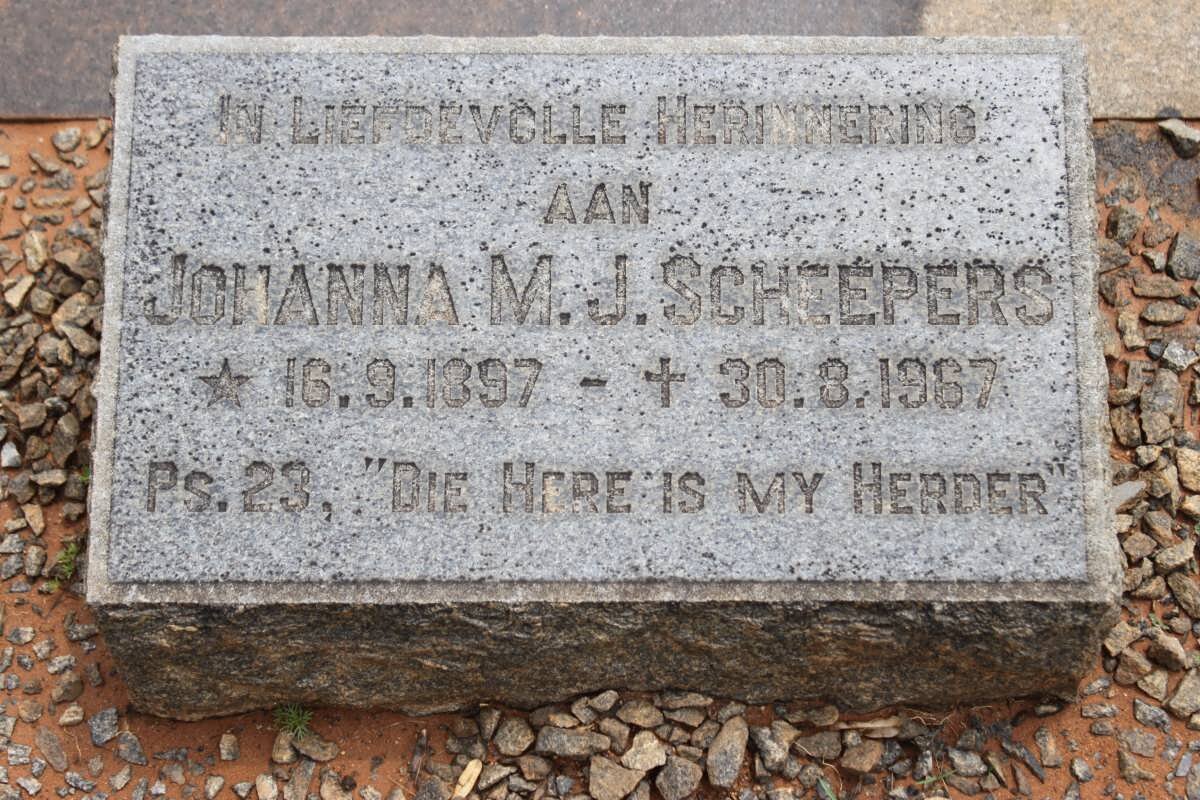 In Liefdevolle Herinnering
aan
Johanna M.J. Scheepers
★ 16.9.1897 - ✝ 30.8.1967
Ps. 23, "Die Here is my Herder"